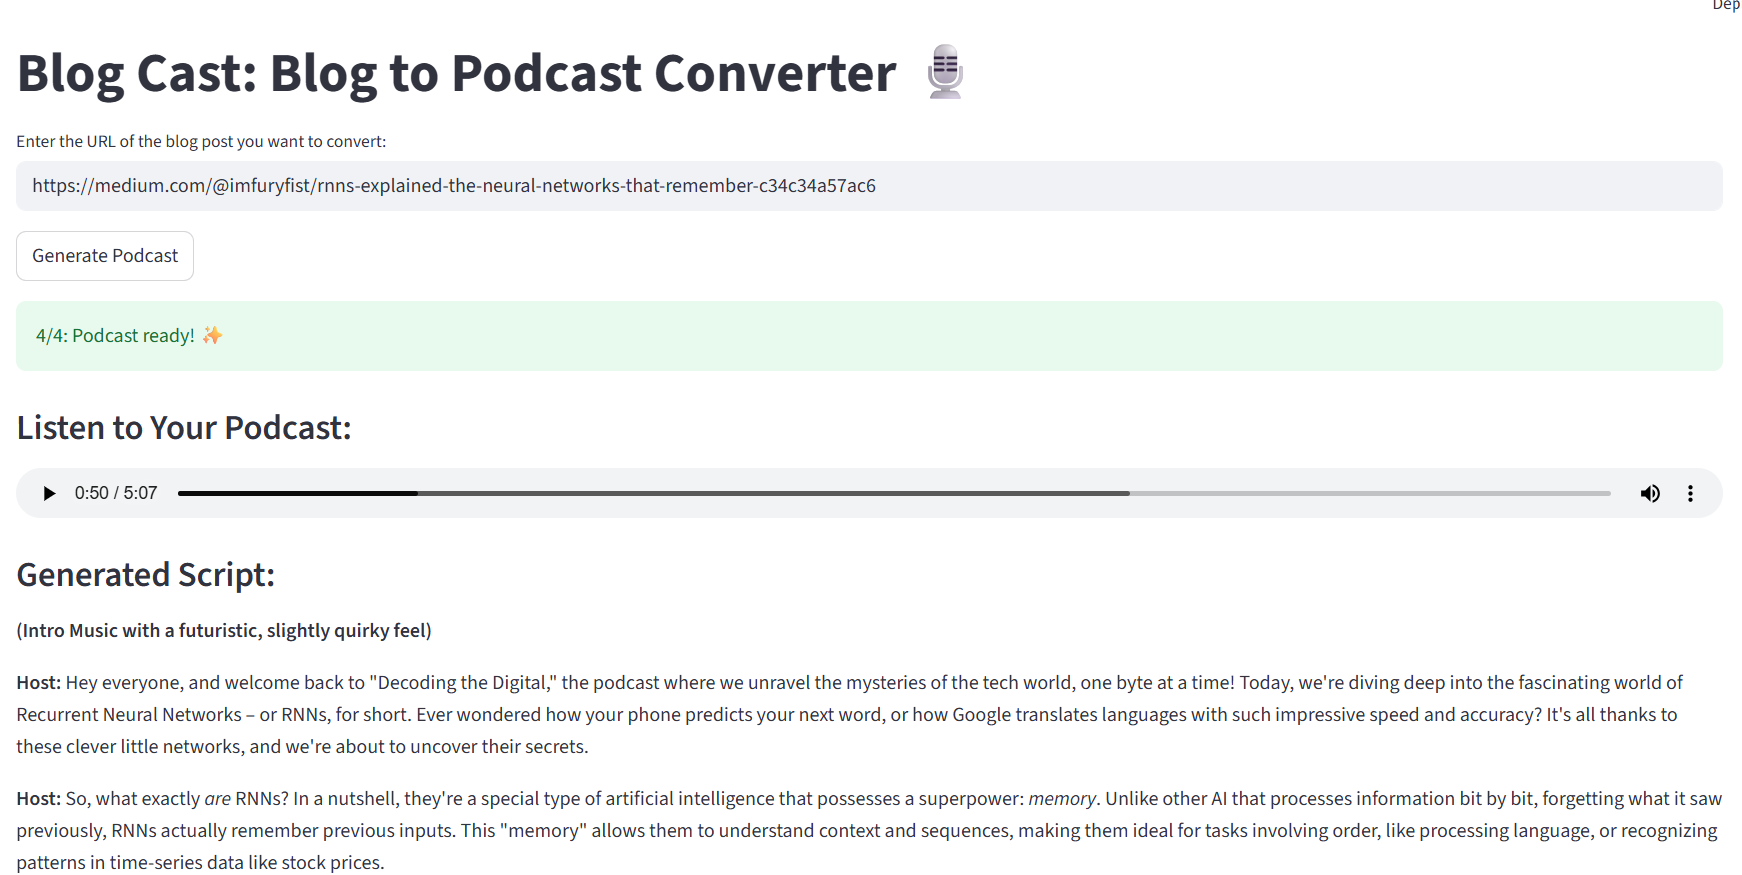 Dep
Blog Cast: Blog to Podcast Converter
Enter the URL of the blog post you want to convert:
https://medium.com/@imfuryfist/rnns-explained-the-neural-networks-that-remember-c34c34a57ac6
Generate Podcast
4/4: Podcast ready! ✨
Listen to Your Podcast:
0:50 / 5:07
Generated Script:
(Intro Music with a futuristic, slightly quirky feel)
Host: Hey everyone, and welcome back to "Decoding the Digital," the podcast where we unravel the mysteries of the tech world, one byte at a time! Today, we're diving deep into the fascinating world of
Recurrent Neural Networks – or RNNs, for short. Ever wondered how your phone predicts your next word, or how Google translates languages with such impressive speed and accuracy? It's all thanks to
these clever little networks, and we're about to uncover their secrets.
Host: So, what exactly are RNNs? In a nutshell, they're a special type of artificial intelligence that possesses a superpower: memory. Unlike other AI that processes information bit by bit, forgetting what it saw
previously, RNNs actually remember previous inputs. This "memory" allows them to understand context and sequences, making them ideal for tasks involving order, like processing language, or recognizing
patterns in time-series data like stock prices.